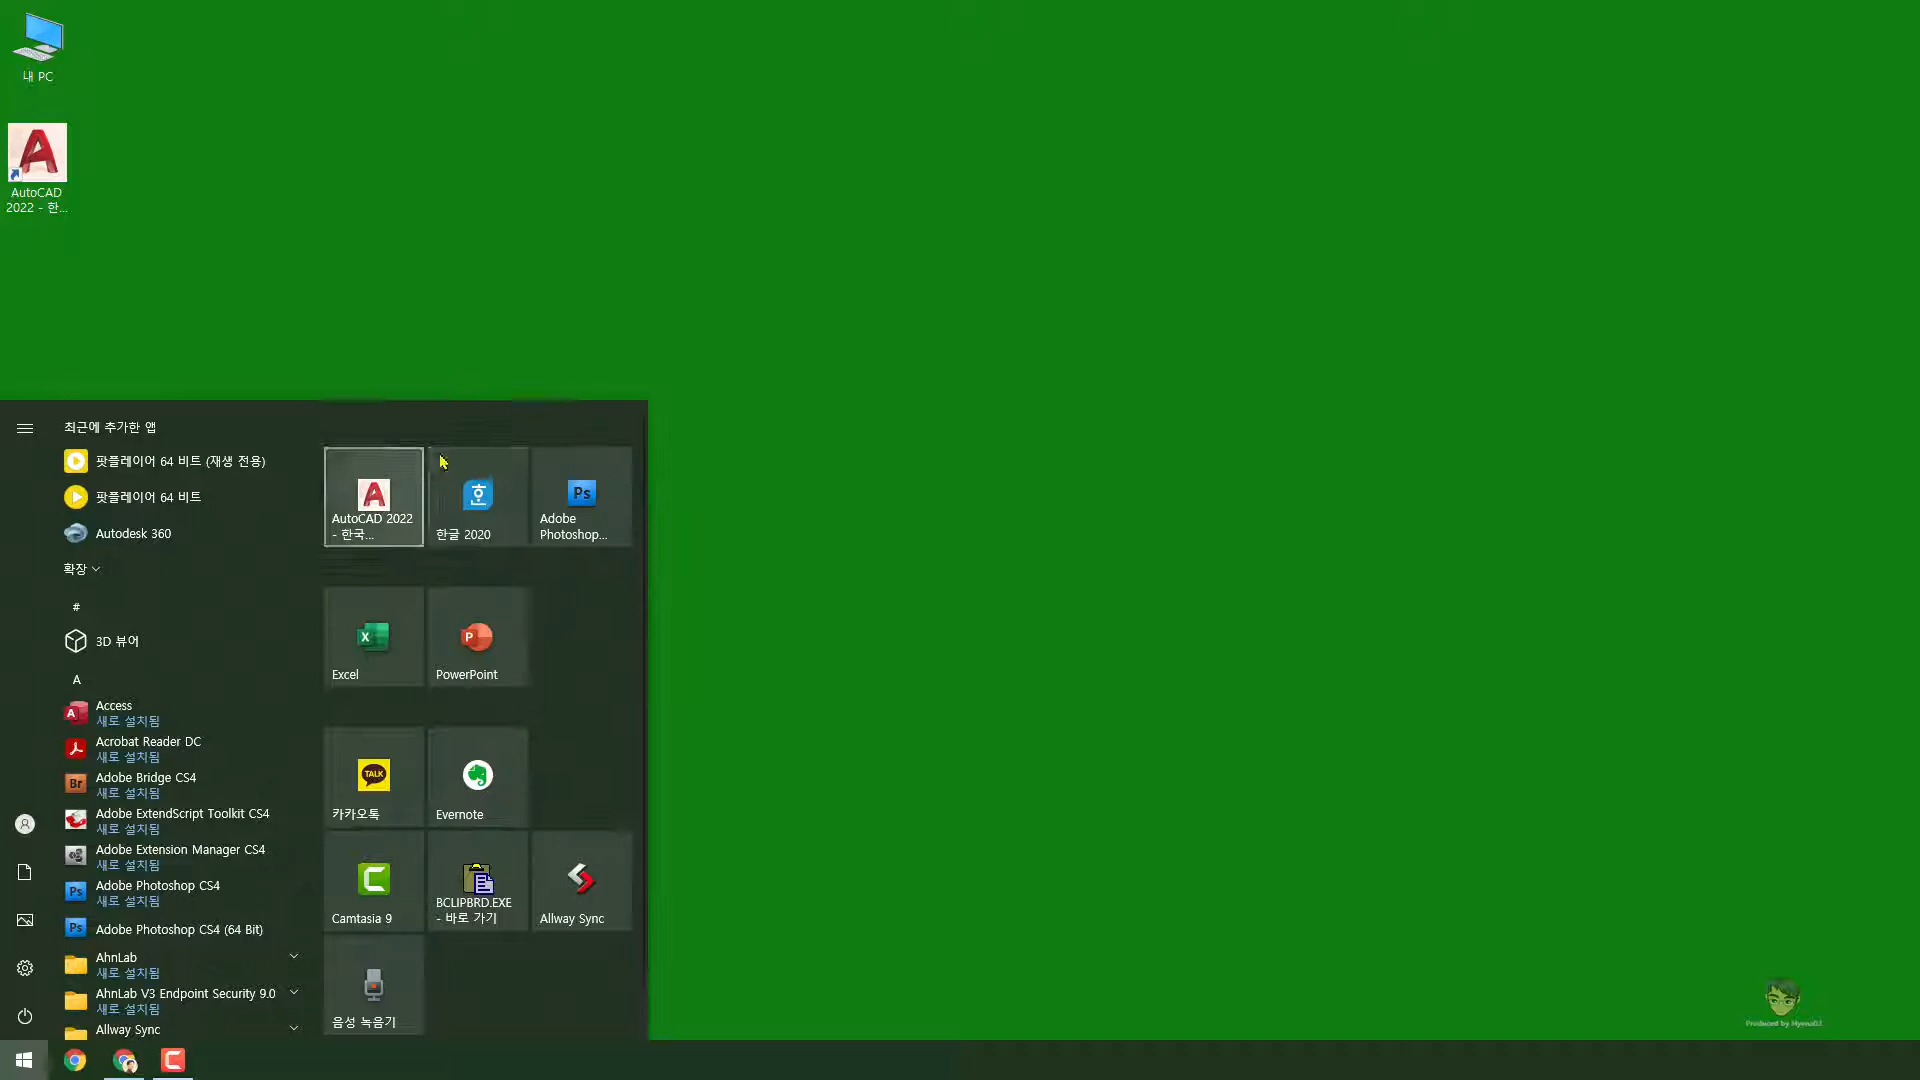 내 PC
AutoCAD
2022 - 한...
최근에 추가한 앱
팟플레이어 64 비트 (재생 전용)
팟플레이어 64 비트
Autodesk 360
확장
#
3D 뷰어
A
Access
새로 설치됨
Acrobat Reader DC
새로 설치됨
Adobe Bridge CS4
새로 설치됨
Adobe ExtendScript Toolkit CS4
새로 설치됨
Adobe Extension Manager CS4
새로 설치됨
Adobe Photoshop CS4
새로 설치됨
Adobe Photoshop CS4 (64 Bit)
AhnLab
새로 설치됨
AhnLab V3 Endpoint Security 9.0
새로 설치됨
Allway Sync
AutoCAD 2022
- 한국...
한글 2020
Adobe
Photoshop...
Excel
PowerPoint
TALK
카카오톡
Evernote
Camtasia 9
BCLIPBRD.EXE
- 바로 가기
Allway Sync
음성 녹음기
Produced by